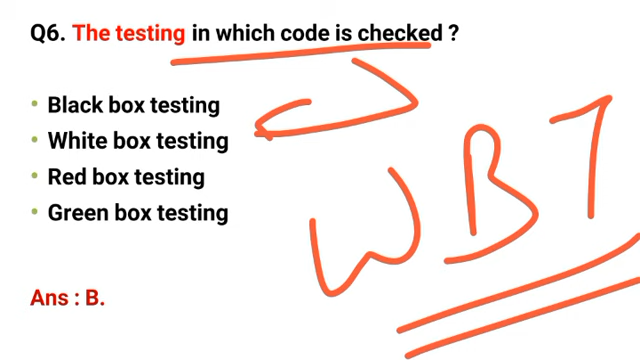 Q6. The testing in which code is checked ?
• Black box testing
• White box testing
• Red box testing
• Green box testing
WBT
Ans : B.